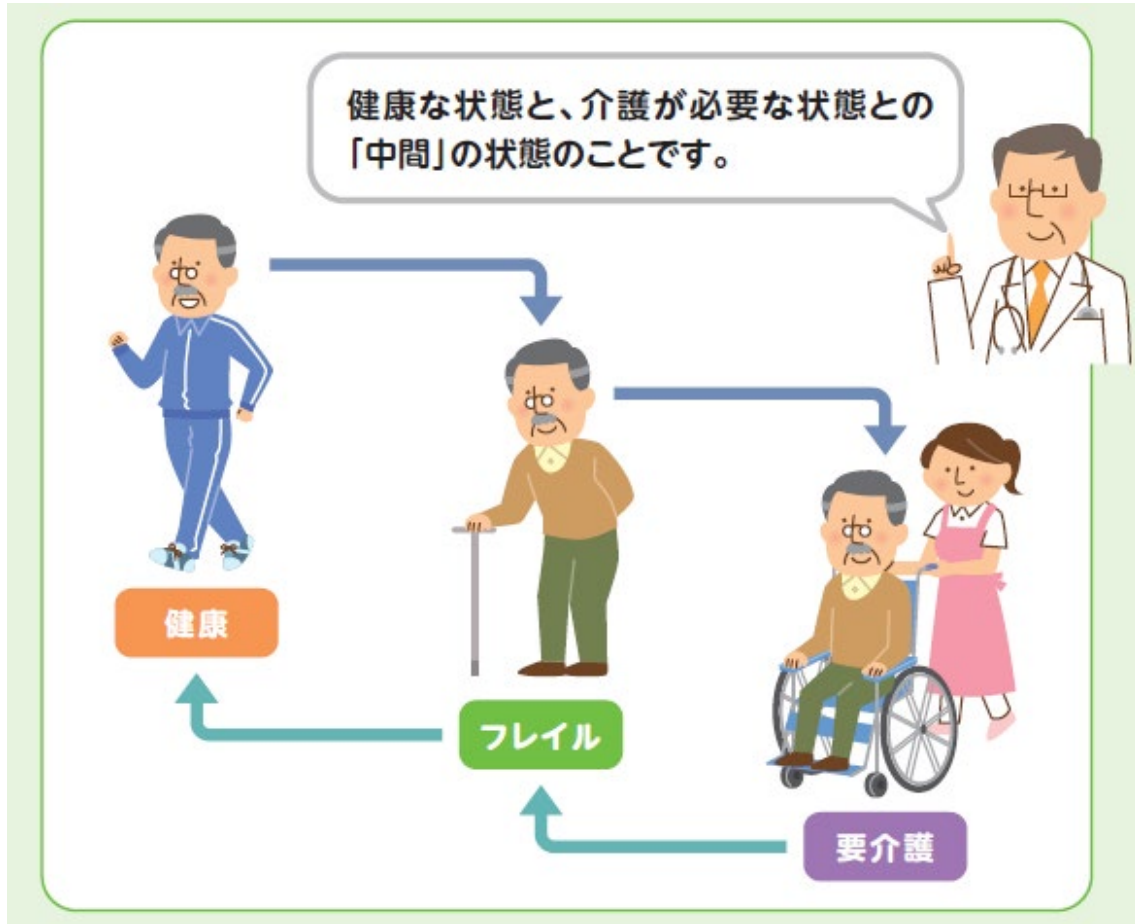 健康な状態と、介護が必要な状態との
「中間」の状態のことです。
健康
フレイル
要介護